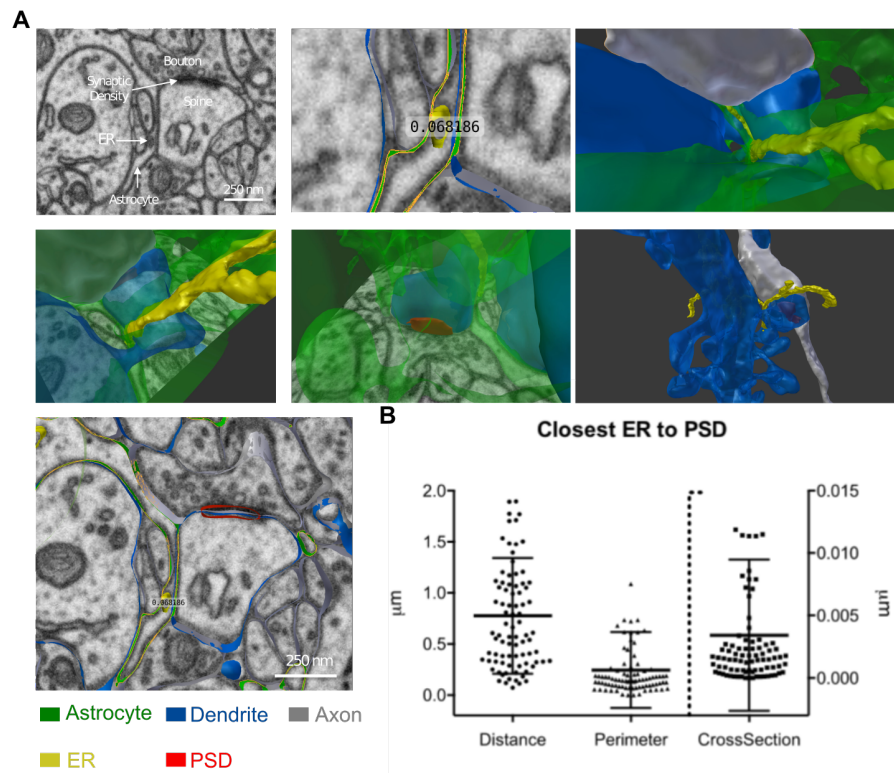 A
Bouton
Synaptic
Density
Spine
ER
Astrocyte
250 nm
0.068186
0.068186
250 nm
Astrocyte
Dendrite
Axon
ER
PSD
B
Closest ER to PSD
2.0
1.5
1.0
0.5
0.0
μm
0.015
0.010
0.005
0.000
Distance
Perimeter
CrossSection